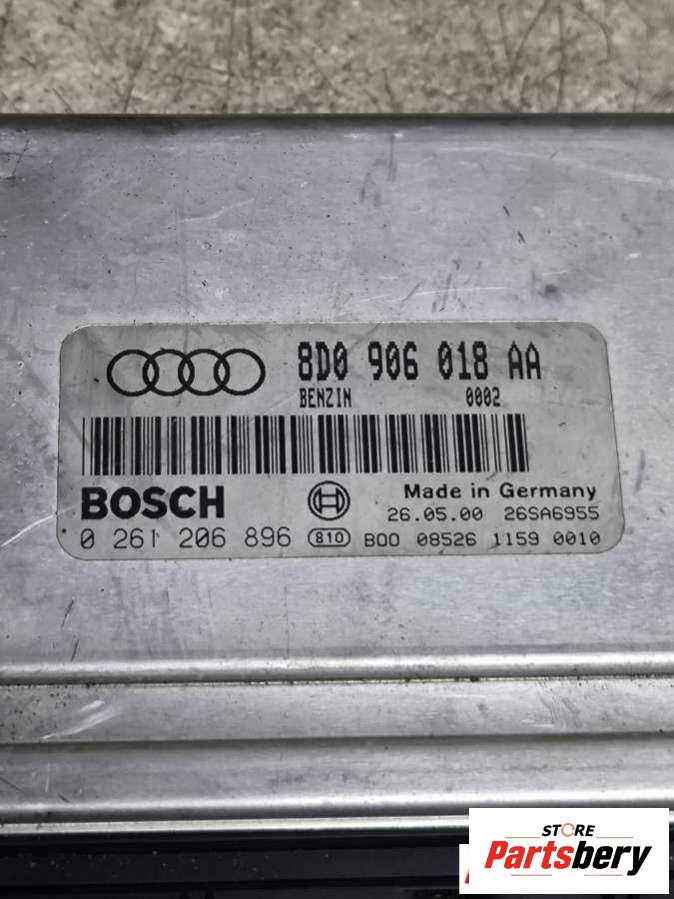 8D0 906 018 AA
BENZIN 0002
BOSCH
Made in Germany
26.05.00 26SA6955
0 261 206 896 810 B00 08526 1159 0010
STORE
Partsbery